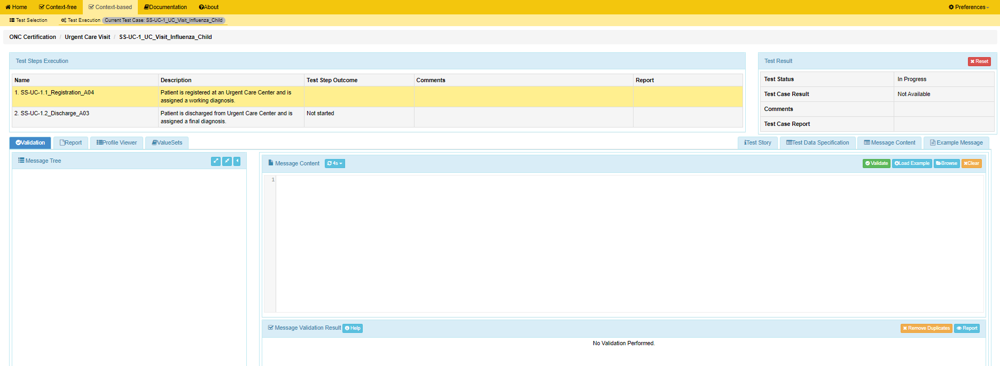 Home Context-free Context-based Documentation About Preferences
Test Selection Test Execution Current Test Case: SS-UC-1_UC_Visit_Influenza_Child
ONC Certification / Urgent Care Visit / SS-UC-1_UC_Visit_Influenza_Child
Test Steps Execution
Name Description Test Step Outcome Comments Report
1. SS-UC-1.1_Registration_A04 Patient is registered at an Urgent Care Center and is
assigned a working diagnosis.
2. SS-UC-1.2_Discharge_A03 Patient is discharged from Urgent Care Center and is Not started
assigned a final diagnosis.
Test Result Reset
Test Status In Progress
Test Case Result Not Available
Comments
Test Case Report
Validation Report Profile Viewer ValueSets Test Story Test Data Specification Message Content Example Message
Message Tree
Message Content 4s Validate Load Example Browse Clear
1
Message Validation Result Help Remove Duplicates Report
No Validation Performed.